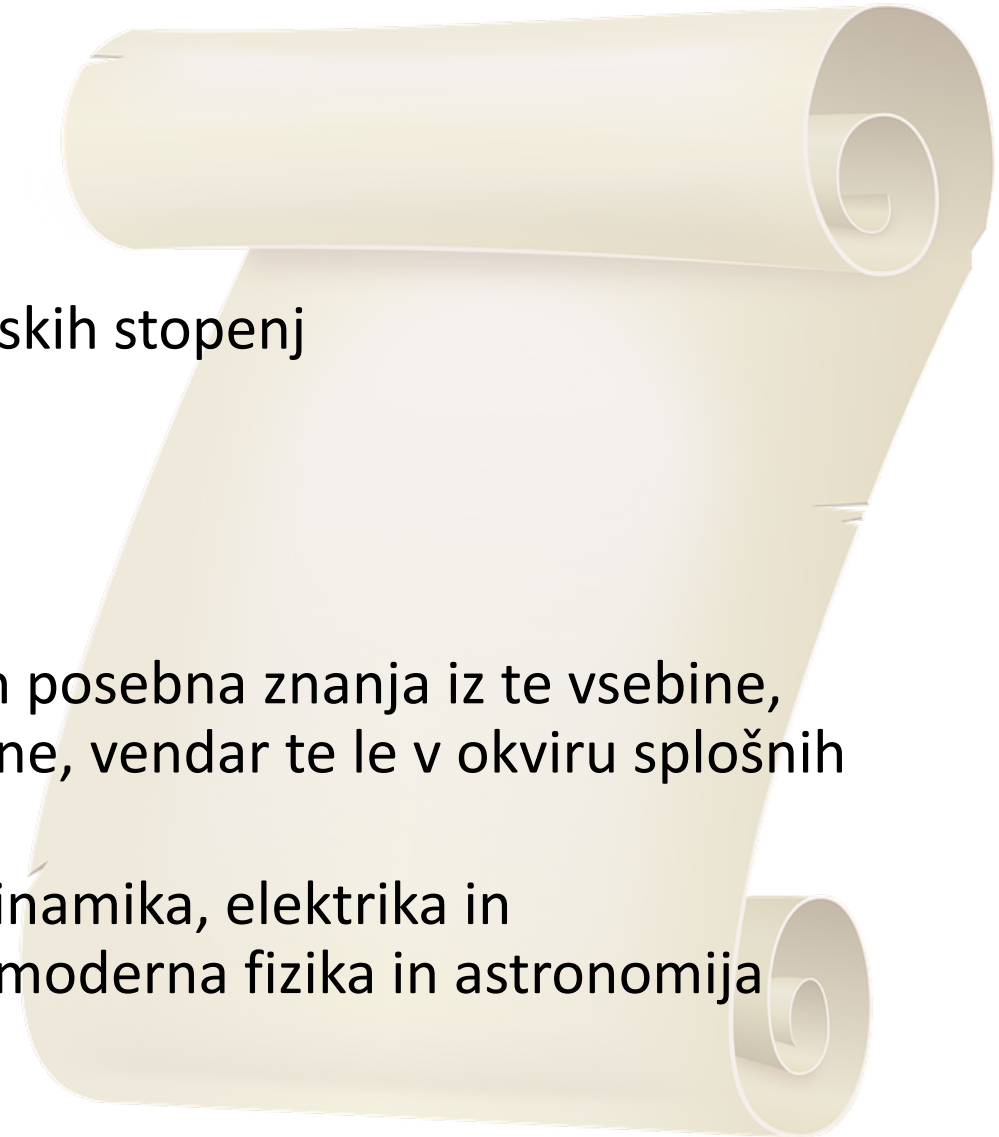 skih stopenj
posebna znanja iz te vsebine,
ne, vendar te le v okviru splošnih
inamika, elektrika in
moderna fizika in astronomija